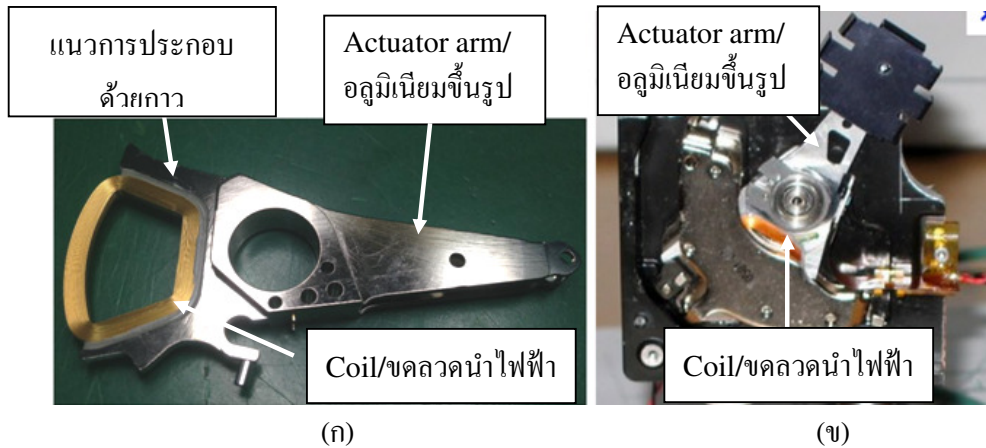 แนวการประกอบ
ด้วยกาว
Actuator arm/
อลูมิเนียมขึ้นรูป
Actuator arm/
อลูมิเนียมขึ้นรูป
Coil/ขดลวดนำไฟฟ้า
Coil/ขดลวดนำไฟฟ้า
(ก)
(ข)